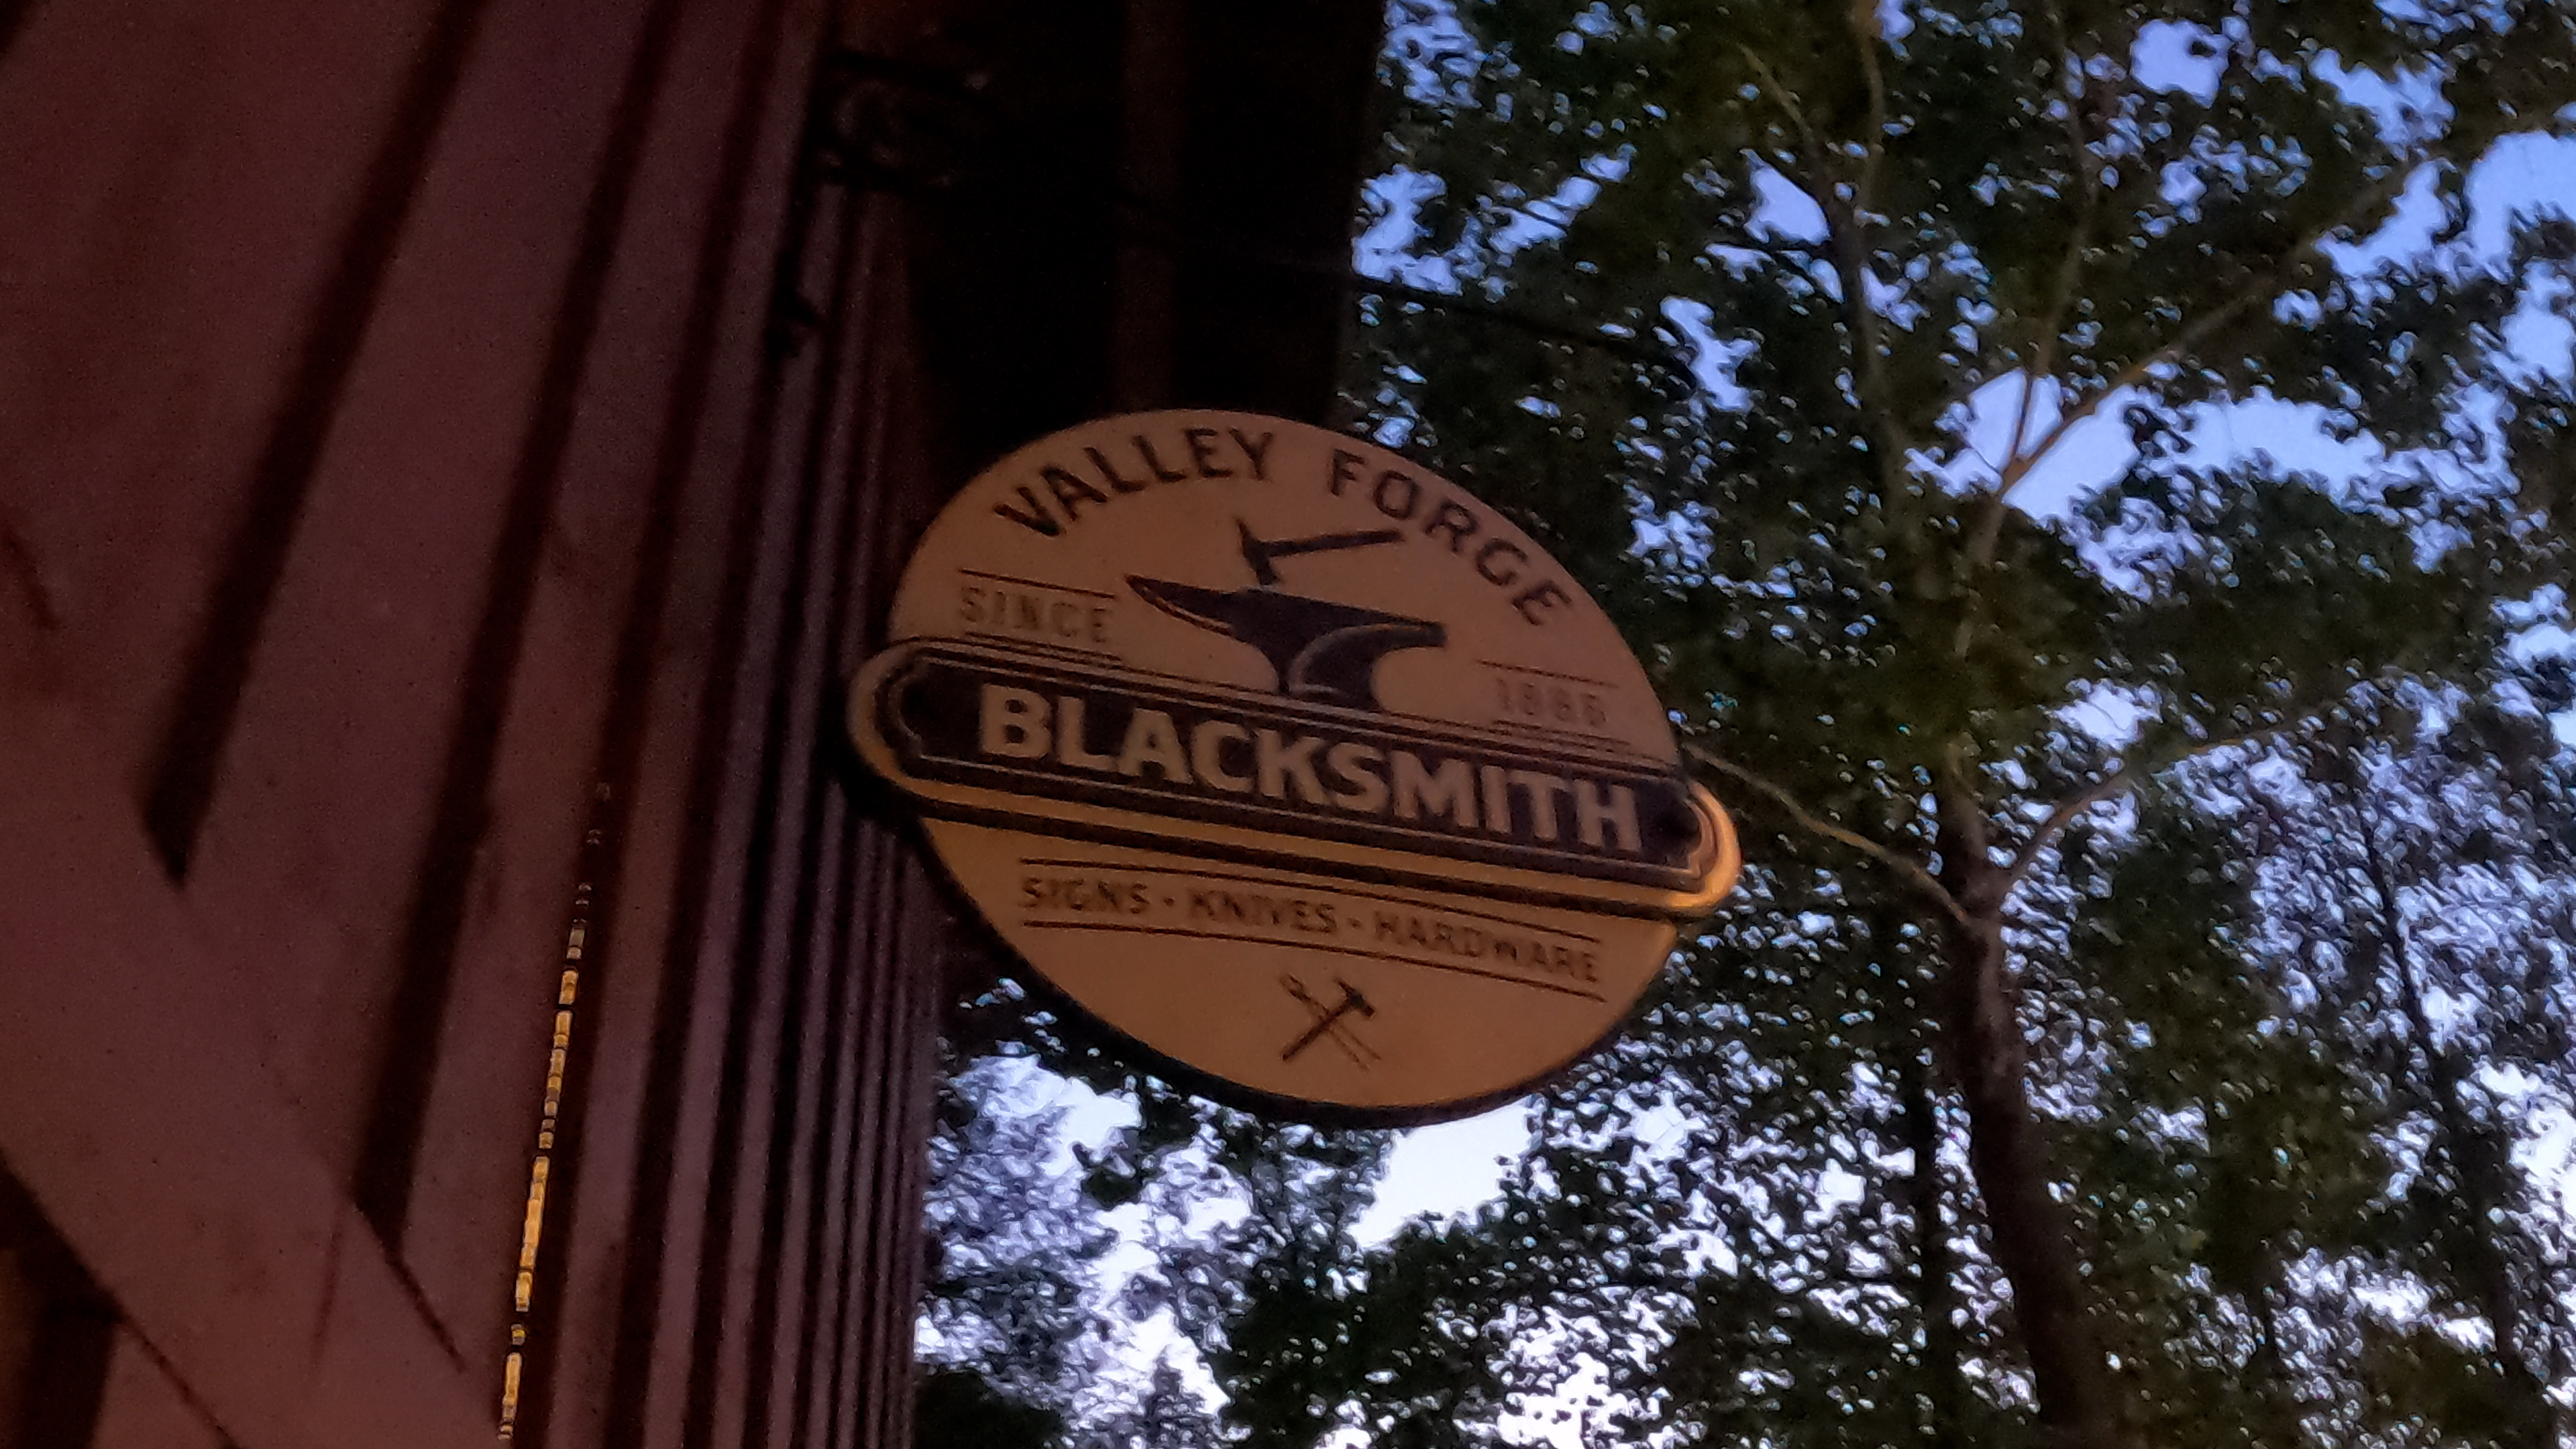 VALLEY FORGE
SINCE
BLACKSMITH
SIGNS • KNIVES • HARDWARE